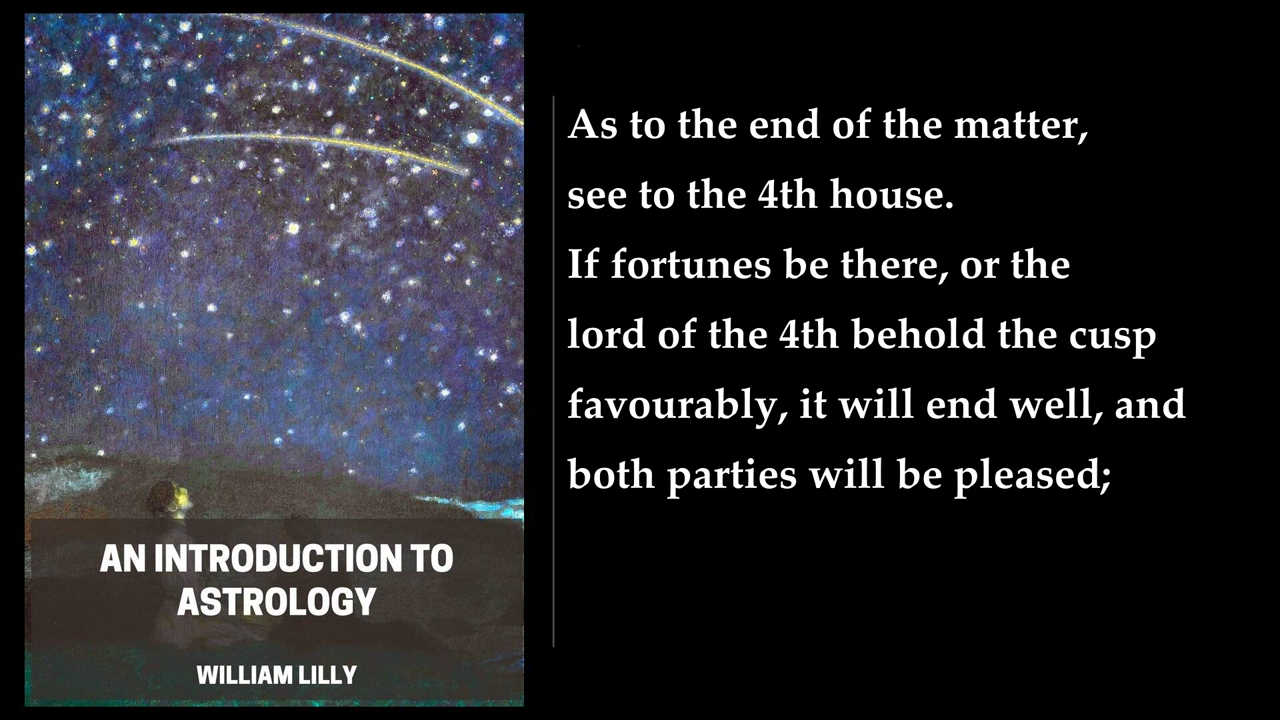 As to the end of the matter,
see to the 4th house.
If fortunes be there, or the
lord of the 4th behold the cusp
favourably, it will end well, and
both parties will be pleased;
AN INTRODUCTION TO
ASTROLOGY
WILLIAM LILLY